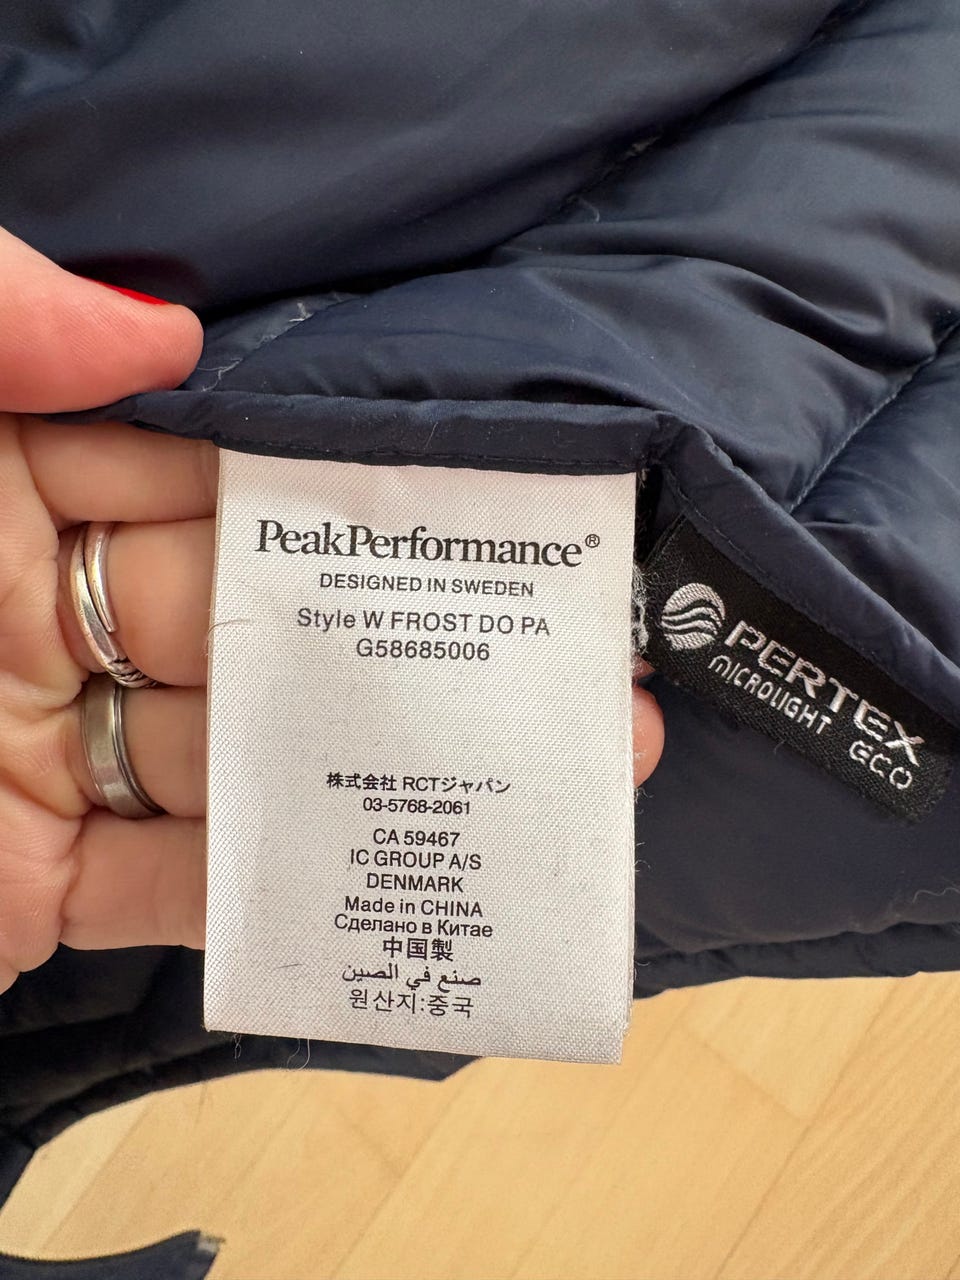 PeakPerformance®
DESIGNED IN SWEDEN
Style W FROST DO PA
G58685006
株式会社 RCTジャパン
03-5768-2061
CA 59467
IC GROUP A/S
DENMARK
Made in CHINA
Сделано в Китае
中国製
صنع في الصين
원산지:중국
PERTEX
MICROLIGHT ECO